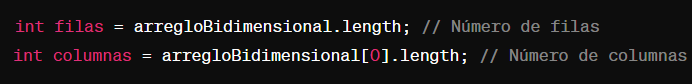 int filas = arregloBidimensional.length; // Número de filas
int columnas = arregloBidimensional[0].length; // Número de columnas